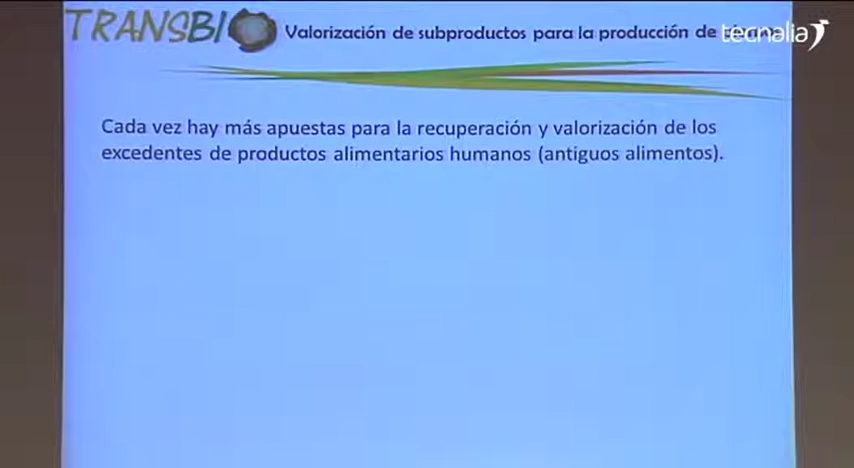 TRANSBIO
Valorización de subproductos para la producción de
tecnalia
Cada vez hay más apuestas para la recuperación y valorización de los
excedentes de productos alimentarios humanos (antiguos alimentos).